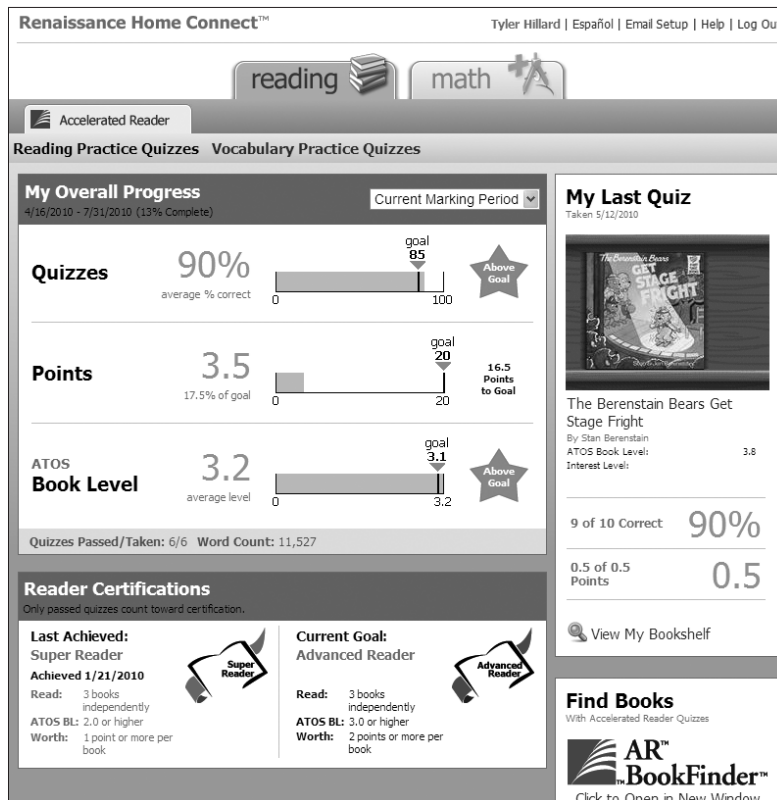 Renaissance Home Connect™
Tyler Hillard | Español | Email Setup | Help | Log Ou
reading
math
Accelerated Reader
Reading Practice Quizzes Vocabulary Practice Quizzes
My Overall Progress
4/16/2010 - 7/31/2010 (13% Complete)
Current Marking Period
Quizzes
90%
average % correct
goal
85
0
100
Above
Goal
Points
3.5
17.5% of goal
goal
20
0
20
16.5
Points
to Goal
ATOS
Book Level
3.2
average level
goal
3.1
0
3.2
Above
Goal
Quizzes Passed/Taken: 6/6 Word Count: 11,527
Reader Certifications
Only passed quizzes count toward certification.
Last Achieved:
Super Reader
Achieved 1/21/2010
Read: 3 books
independently
ATOS BL: 2.0 or higher
Worth: 1 point or more per
book
Super
Reader
Current Goal:
Advanced Reader
Read: 3 books
independently
ATOS BL: 3.0 or higher
Worth: 2 points or more per
book
Advanced
Reader
My Last Quiz
Taken 5/12/2010
The Berenstain Bears
GET
STAGE
FRIGHT
The Berenstain Bears Get
Stage Fright
By Stan Berenstain
ATOS Book Level: 3.8
Interest Level:
9 of 10 Correct 90%
0.5 of 0.5
Points
0.5
View My Bookshelf
Find Books
With Accelerated Reader Quizzes
AR™
BookFinder™
Click to Open in New Window